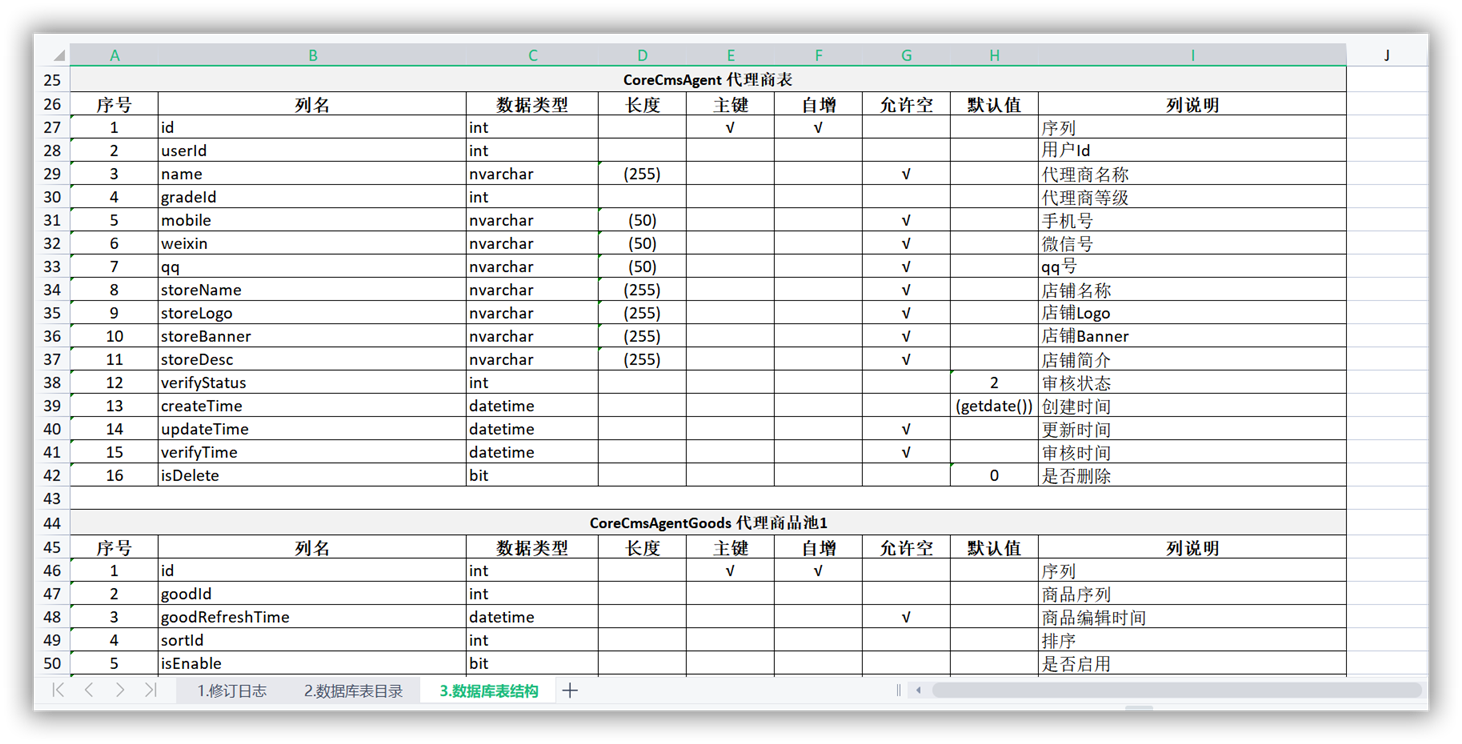 A B C D E F G H I J
25 CoreCmsAgent 代理商表
26 序号 列名 数据类型 长度 主键 自增 允许空 默认值 列说明
27 1 id int √ √ 序列
28 2 userId int 用户Id
29 3 name nvarchar (255) √ 代理商名称
30 4 gradeId int 代理商等级
31 5 mobile nvarchar (50) √ 手机号
32 6 weixin nvarchar (50) √ 微信号
33 7 qq nvarchar (50) √ qq号
34 8 storeName nvarchar (255) √ 店铺名称
35 9 storeLogo nvarchar (255) √ 店铺Logo
36 10 storeBanner nvarchar (255) √ 店铺Banner
37 11 storeDesc nvarchar (255) √ 店铺简介
38 12 verifyStatus int 2 审核状态
39 13 createTime datetime (getdate()) 创建时间
40 14 updateTime datetime √ 更新时间
41 15 verifyTime datetime √ 审核时间
42 16 isDelete bit 0 是否删除
43
44 CoreCmsAgentGoods 代理商品池1
45 序号 列名 数据类型 长度 主键 自增 允许空 默认值 列说明
46 1 id int √ √ 序列
47 2 goodId int 商品序列
48 3 goodRefreshTime datetime √ 商品编辑时间
49 4 sortId int 排序
50 5 isEnable bit 是否启用
1.修订日志 2.数据库表目录 3.数据库表结构